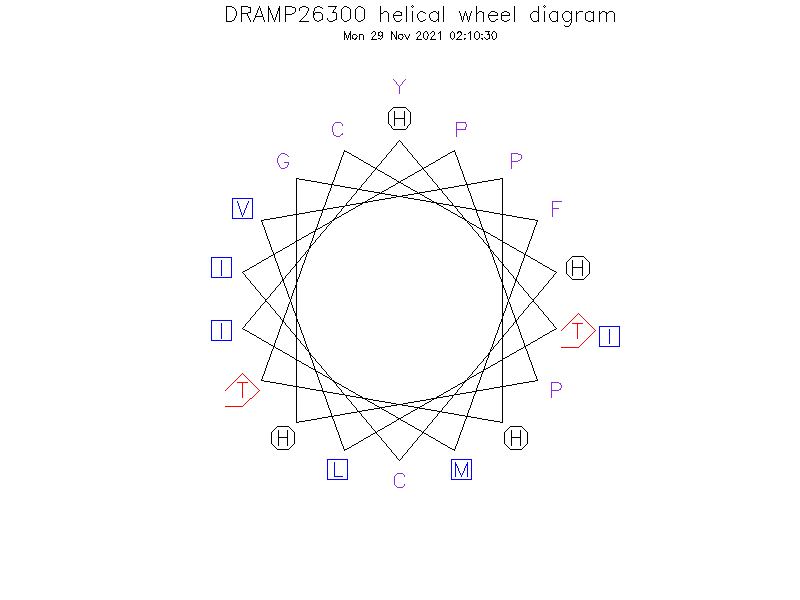 DRAMP26300 helical wheel diagram
Mon 29 Nov 2021 02:10:30
Y
H
C P
G P
V F
I H
I T I
T P
H H
L M
C